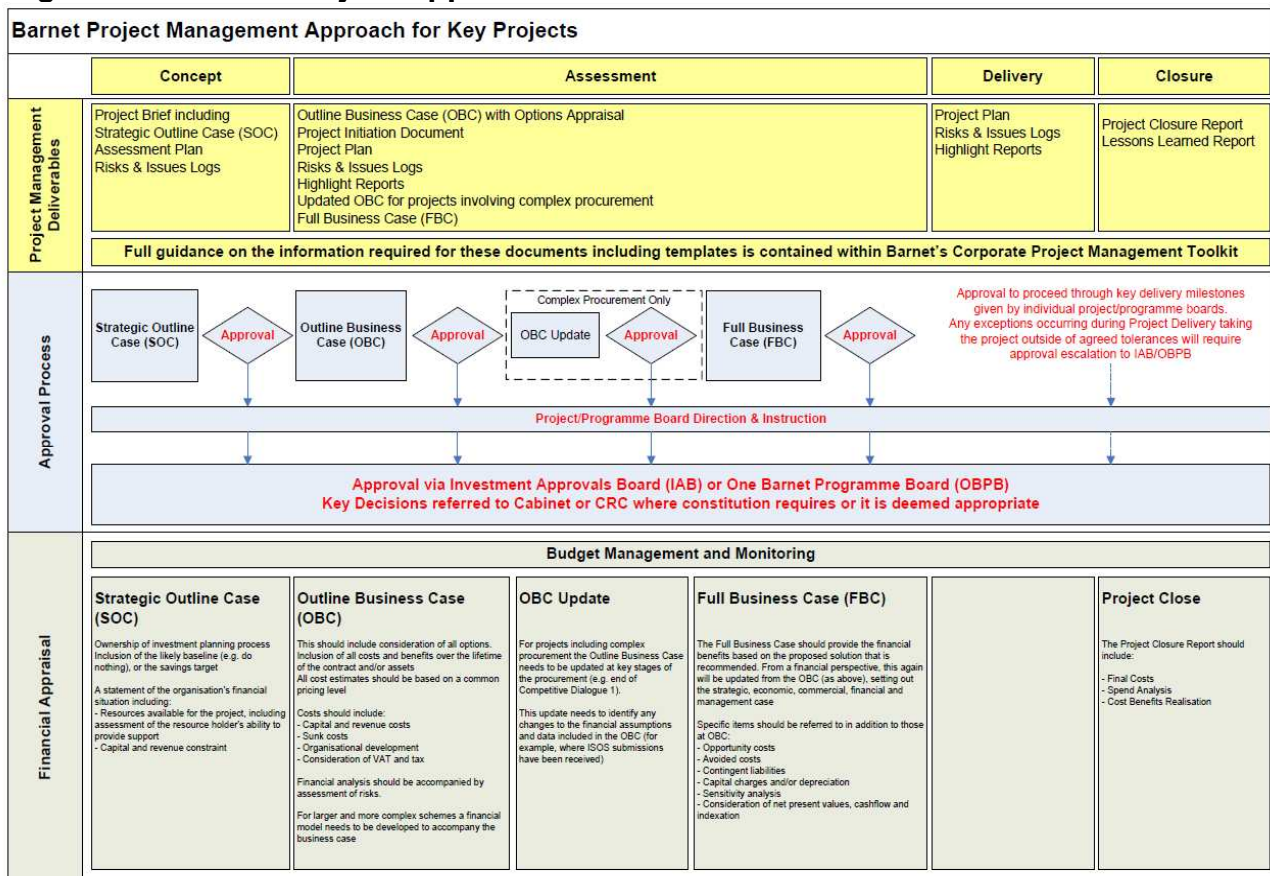 Barnet Project Management Approach for Key Projects
Concept
Assessment
Delivery
Closure
Project Management
Deliverables
Project Brief including
Strategic Outline Case (SOC)
Assessment Plan
Risks & Issues Logs
Outline Business Case (OBC) with Options Appraisal
Project Initiation Document
Project Plan
Risks & Issues Logs
Highlight Reports
Updated OBC for projects involving complex procurement
Full Business Case (FBC)
Project Plan
Risks & Issues Logs
Highlight Reports
Project Closure Report
Lessons Learned Report
Full guidance on the information required for these documents including templates is contained within Barnet's Corporate Project Management Toolkit
Approval Process
Strategic Outline
Case (SOC)
Approval
Outline Business
Case (OBC)
Approval
Complex Procurement Only
OBC Update
Approval
Full Business
Case (FBC)
Approval
Approval to proceed through key delivery milestones
given by individual project/programme boards.
Any exceptions occurring during Project Delivery taking
the project outside of agreed tolerances will require
approval escalation to IAB/OBPB
Project/Programme Board Direction & Instruction
Approval via Investment Approvals Board (IAB) or One Barnet Programme Board (OBPB)
Key Decisions referred to Cabinet or CRC where constitution requires or it is deemed appropriate
Financial Appraisal
Budget Management and Monitoring
Strategic Outline Case
(SOC)
Ownership of investment planning process
Inclusion of the likely baseline (e.g. do
nothing), or the savings target
A statement of the organisation's financial
situation including:
- Resources available for the project, including
assessment of the resource holder's ability to
provide support
- Capital and revenue constraint
Outline Business Case
(OBC)
This should include consideration of all options.
Inclusion of all costs and benefits over the lifetime
of the contract and/or assets
All cost estimates should be based on a common
pricing level
Costs should include:
- Capital and revenue costs
- Sunk costs
- Organisational development
- Consideration of VAT and tax
Financial analysis should be accompanied by
assessment of risks.
For larger and more complex schemes a financial
model needs to be developed to accompany the
business case
OBC Update
For projects including complex
procurement the Outline Business Case
needs to be updated at key stages of
the procurement (e.g. end of
Competitive Dialogue 1).
This update needs to identify any
changes to the financial assumptions
and data included in the OBC (for
example, where ISOS submissions
have been received)
Full Business Case (FBC)
The Full Business Case should provide the financial
benefits based on the proposed solution that is
recommended. From a financial perspective, this again
will be updated from the OBC (as above), setting out
the strategic, economic, commercial, financial and
management case
Specific items should be referred to in addition to those
at OBC:
- Opportunity costs
- Avoided costs
- Contingent liabilities
- Capital charges and/or depreciation
- Sensitivity analysis
- Consideration of net present values, cashflow and
indexation
Project Close
The Project Closure Report should
include:
- Final Costs
- Spend Analysis
- Cost Benefits Realisation